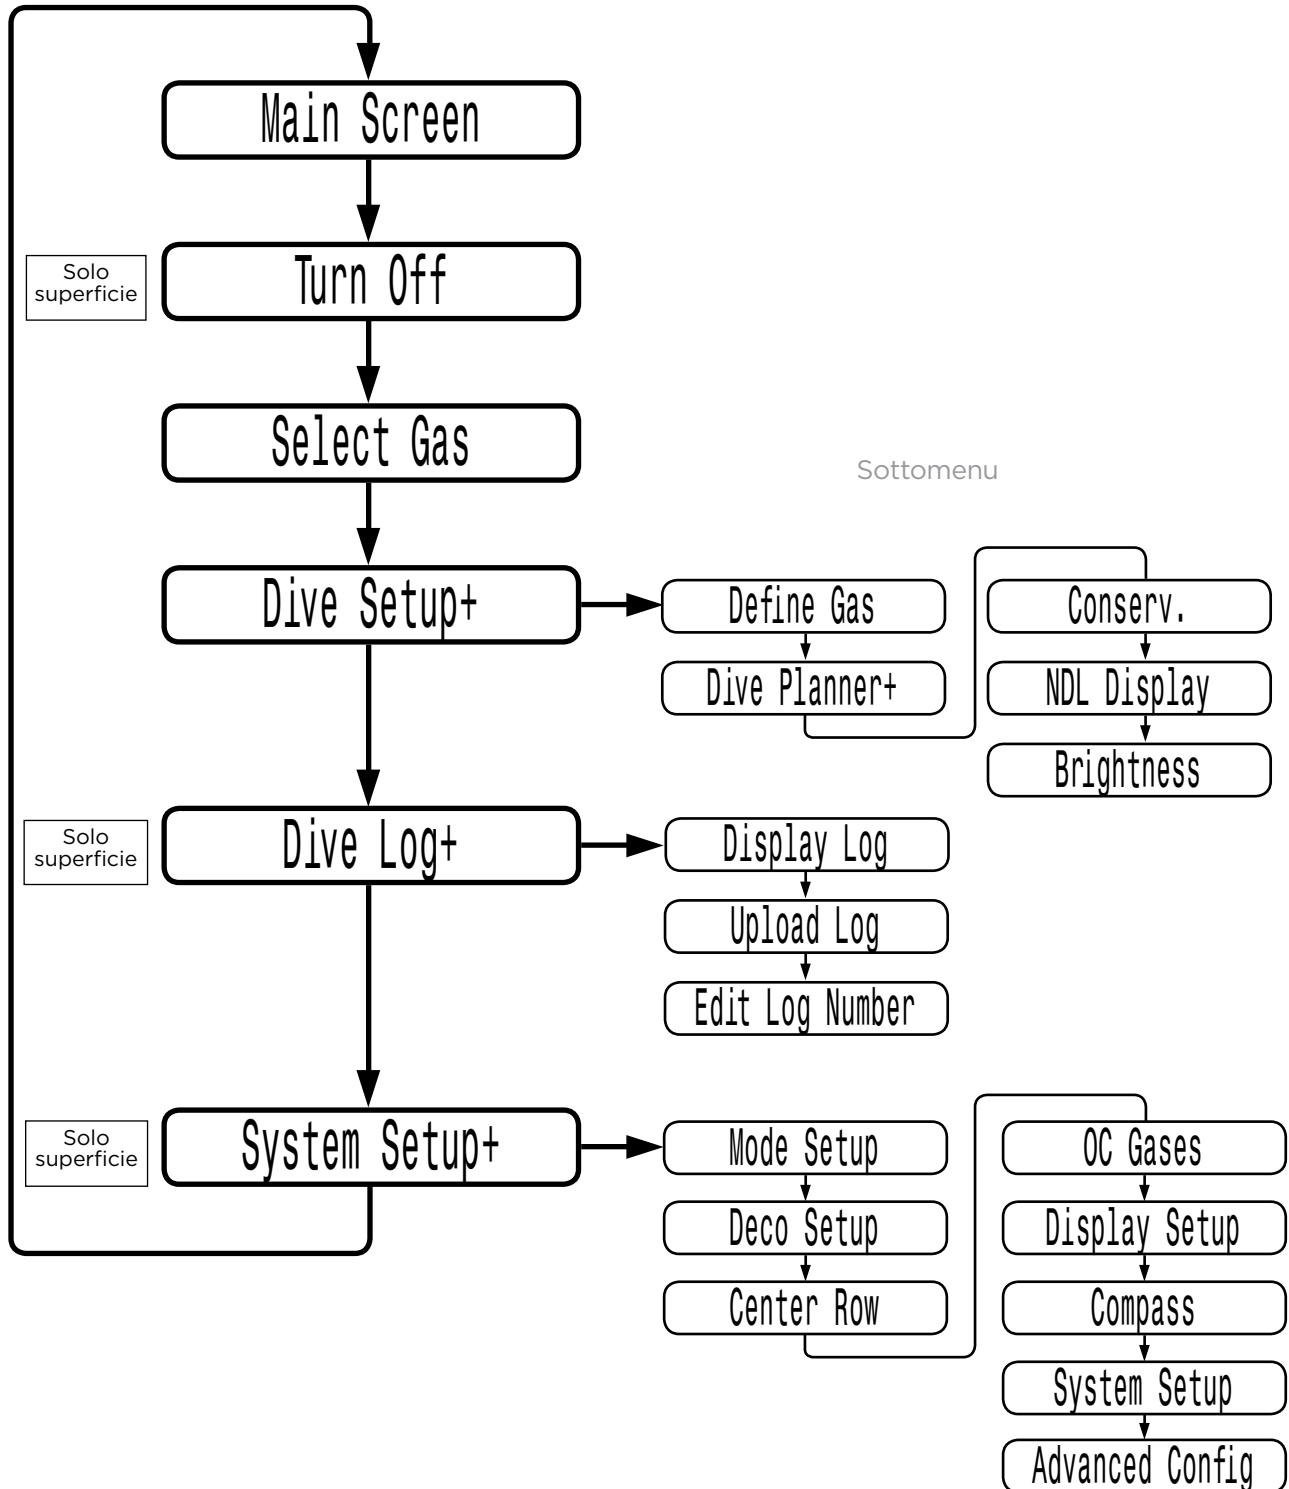 Main Screen
Solo
superficie
Turn Off
Select Gas
Sottomenu
Dive Setup+
Define Gas
Dive Planner+
Conserv.
NDL Display
Brightness
Solo
superficie
Dive Log+
Display Log
Upload Log
Edit Log Number
Solo
superficie
System Setup+
Mode Setup
Deco Setup
Center Row
OC Gases
Display Setup
Compass
System Setup
Advanced Config